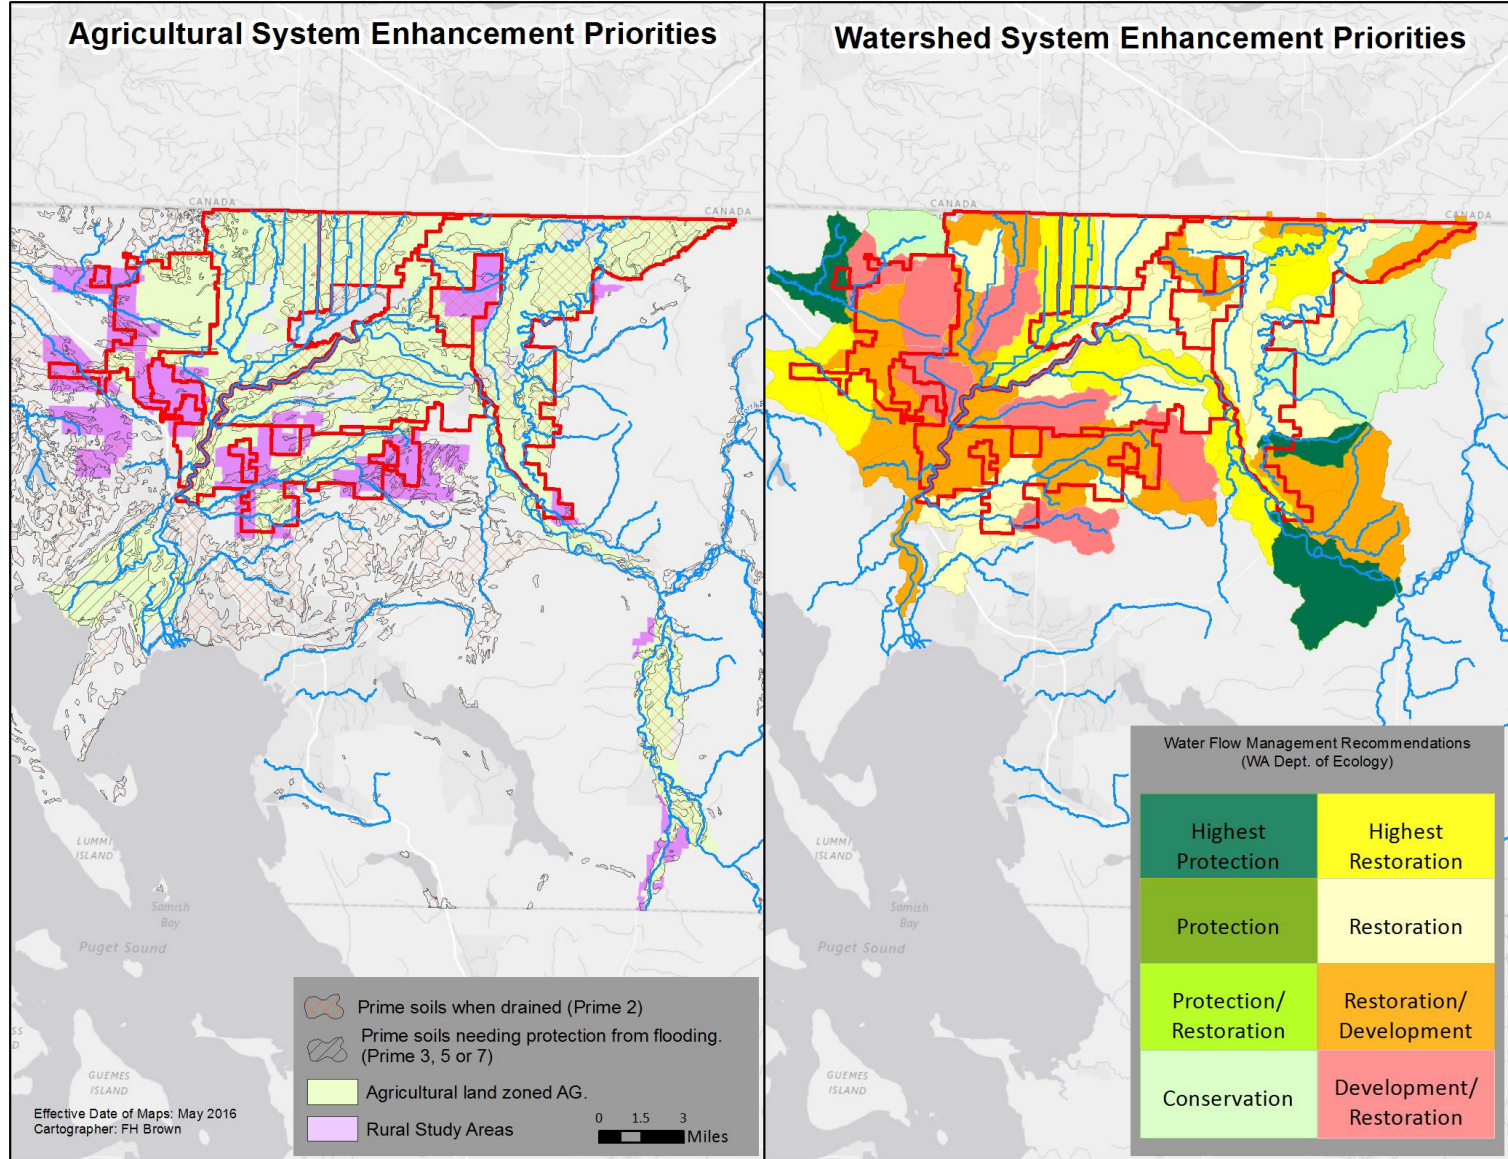 Agricultural System Enhancement Priorities
CANADA
CANADA
LUMMI
ISLAND
Samish
Bay
Puget Sound
GUEMES
ISLAND
Effective Date of Maps: May 2016
Cartographer: FH Brown
Prime soils when drained (Prime 2)
Prime soils needing protection from flooding.
(Prime 3, 5 or 7)
Agricultural land zoned AG.
Rural Study Areas
0 1.5 3
Miles
Watershed System Enhancement Priorities
CANADA
CANADA
LUMMI
ISLAND
Samish
Bay
Puget Sound
GUEMES
ISLAND
Water Flow Management Recommendations
(WA Dept. of Ecology)
Highest
Protection
Highest
Restoration
Protection
Restoration
Protection/
Restoration
Restoration/
Development
Conservation
Development/
Restoration